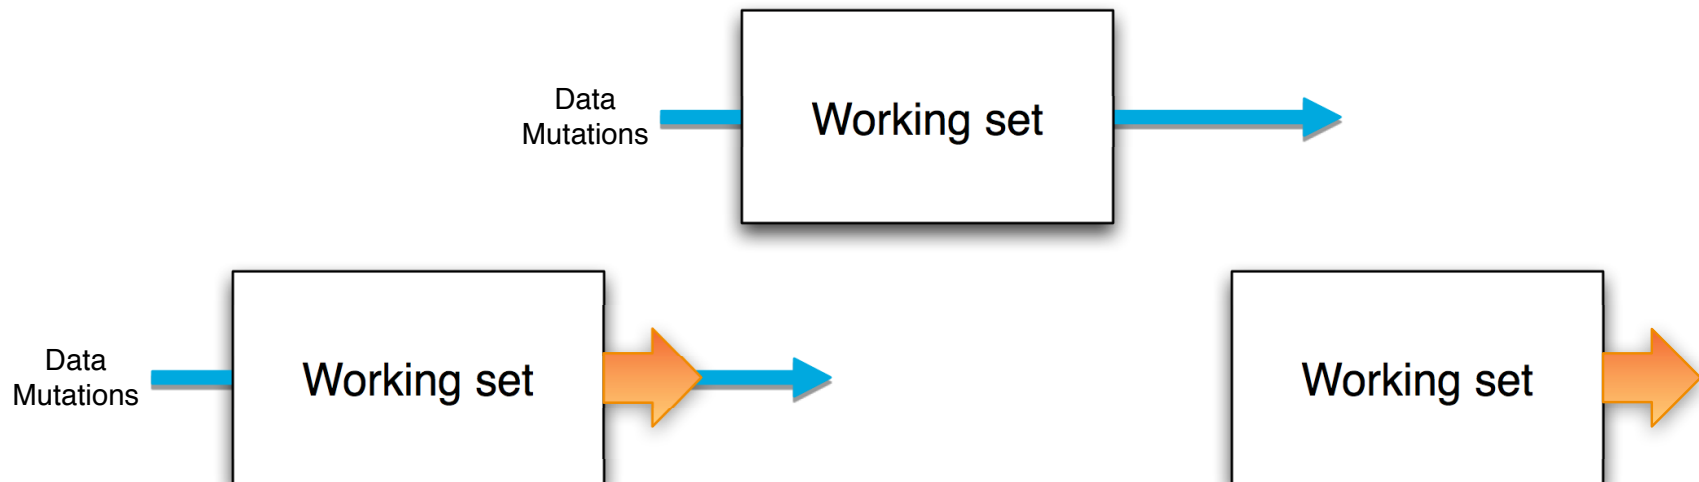 Data
Mutations
Working set
Data
Mutations
Working set
Working set